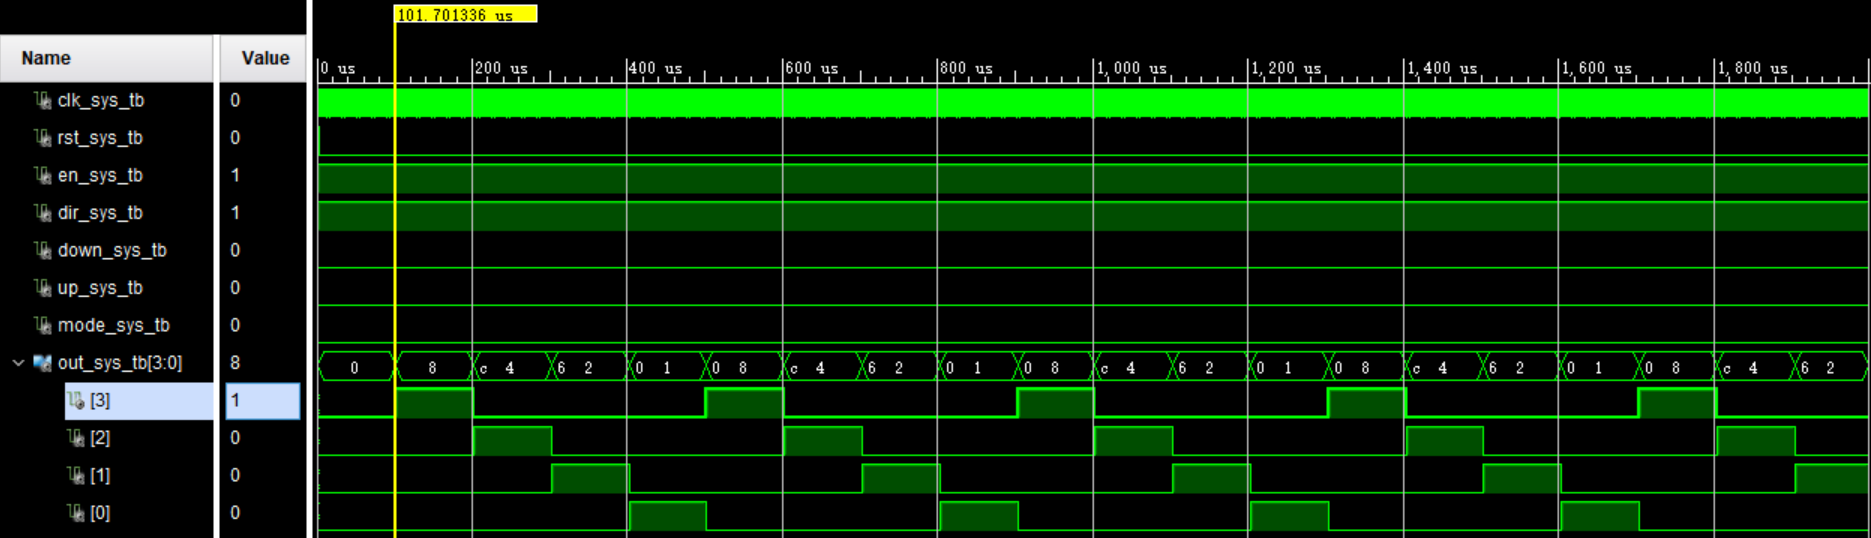 101.701336 us
Name Value
0 us 200 us 400 us 600 us 800 us 1,000 us 1,200 us 1,400 us 1,600 us 1,800 us
clk_sys_tb 0
rst_sys_tb 0
en_sys_tb 1
dir_sys_tb 1
down_sys_tb 0
up_sys_tb 0
mode_sys_tb 0
out_sys_tb[3:0] 8 0 8 c 4 6 2 0 1 0 8 c 4 6 2 0 1 0 8 c 4 6 2 0 1 0 8 c 4 6 2 0 1 0 8 c 4 6 2
[3] 1
[2] 0
[1] 0
[0] 0